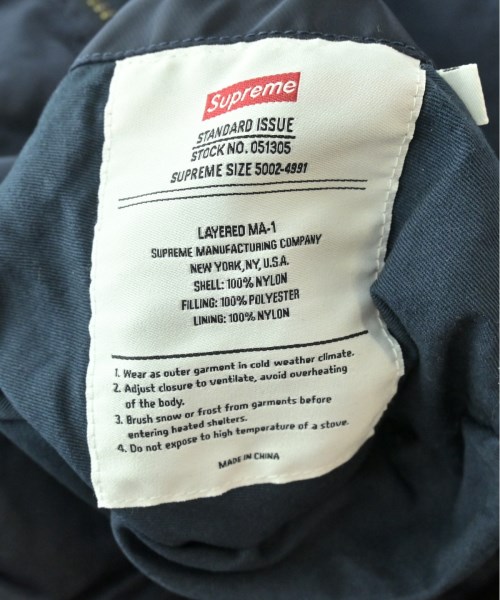 Supreme
STANDARD ISSUE
STOCK NO. 051305
SUPREME SIZE 5002-4991
LAYERED MA-1
SUPREME MANUFACTURING COMPANY
NEW YORK,NY, U.S.A.
SHELL: 100% NYLON
FILLING: 100% POLYESTER
LINING: 100% NYLON
1. Wear as outer garment in cold weather climate.
2. Adjust closure to ventilate, avoid overheating
of the body.
3. Brush snow or frost from garments before
entering heated shelters.
4. Do not expose to high temperature of a stove.
MADE IN CHINA